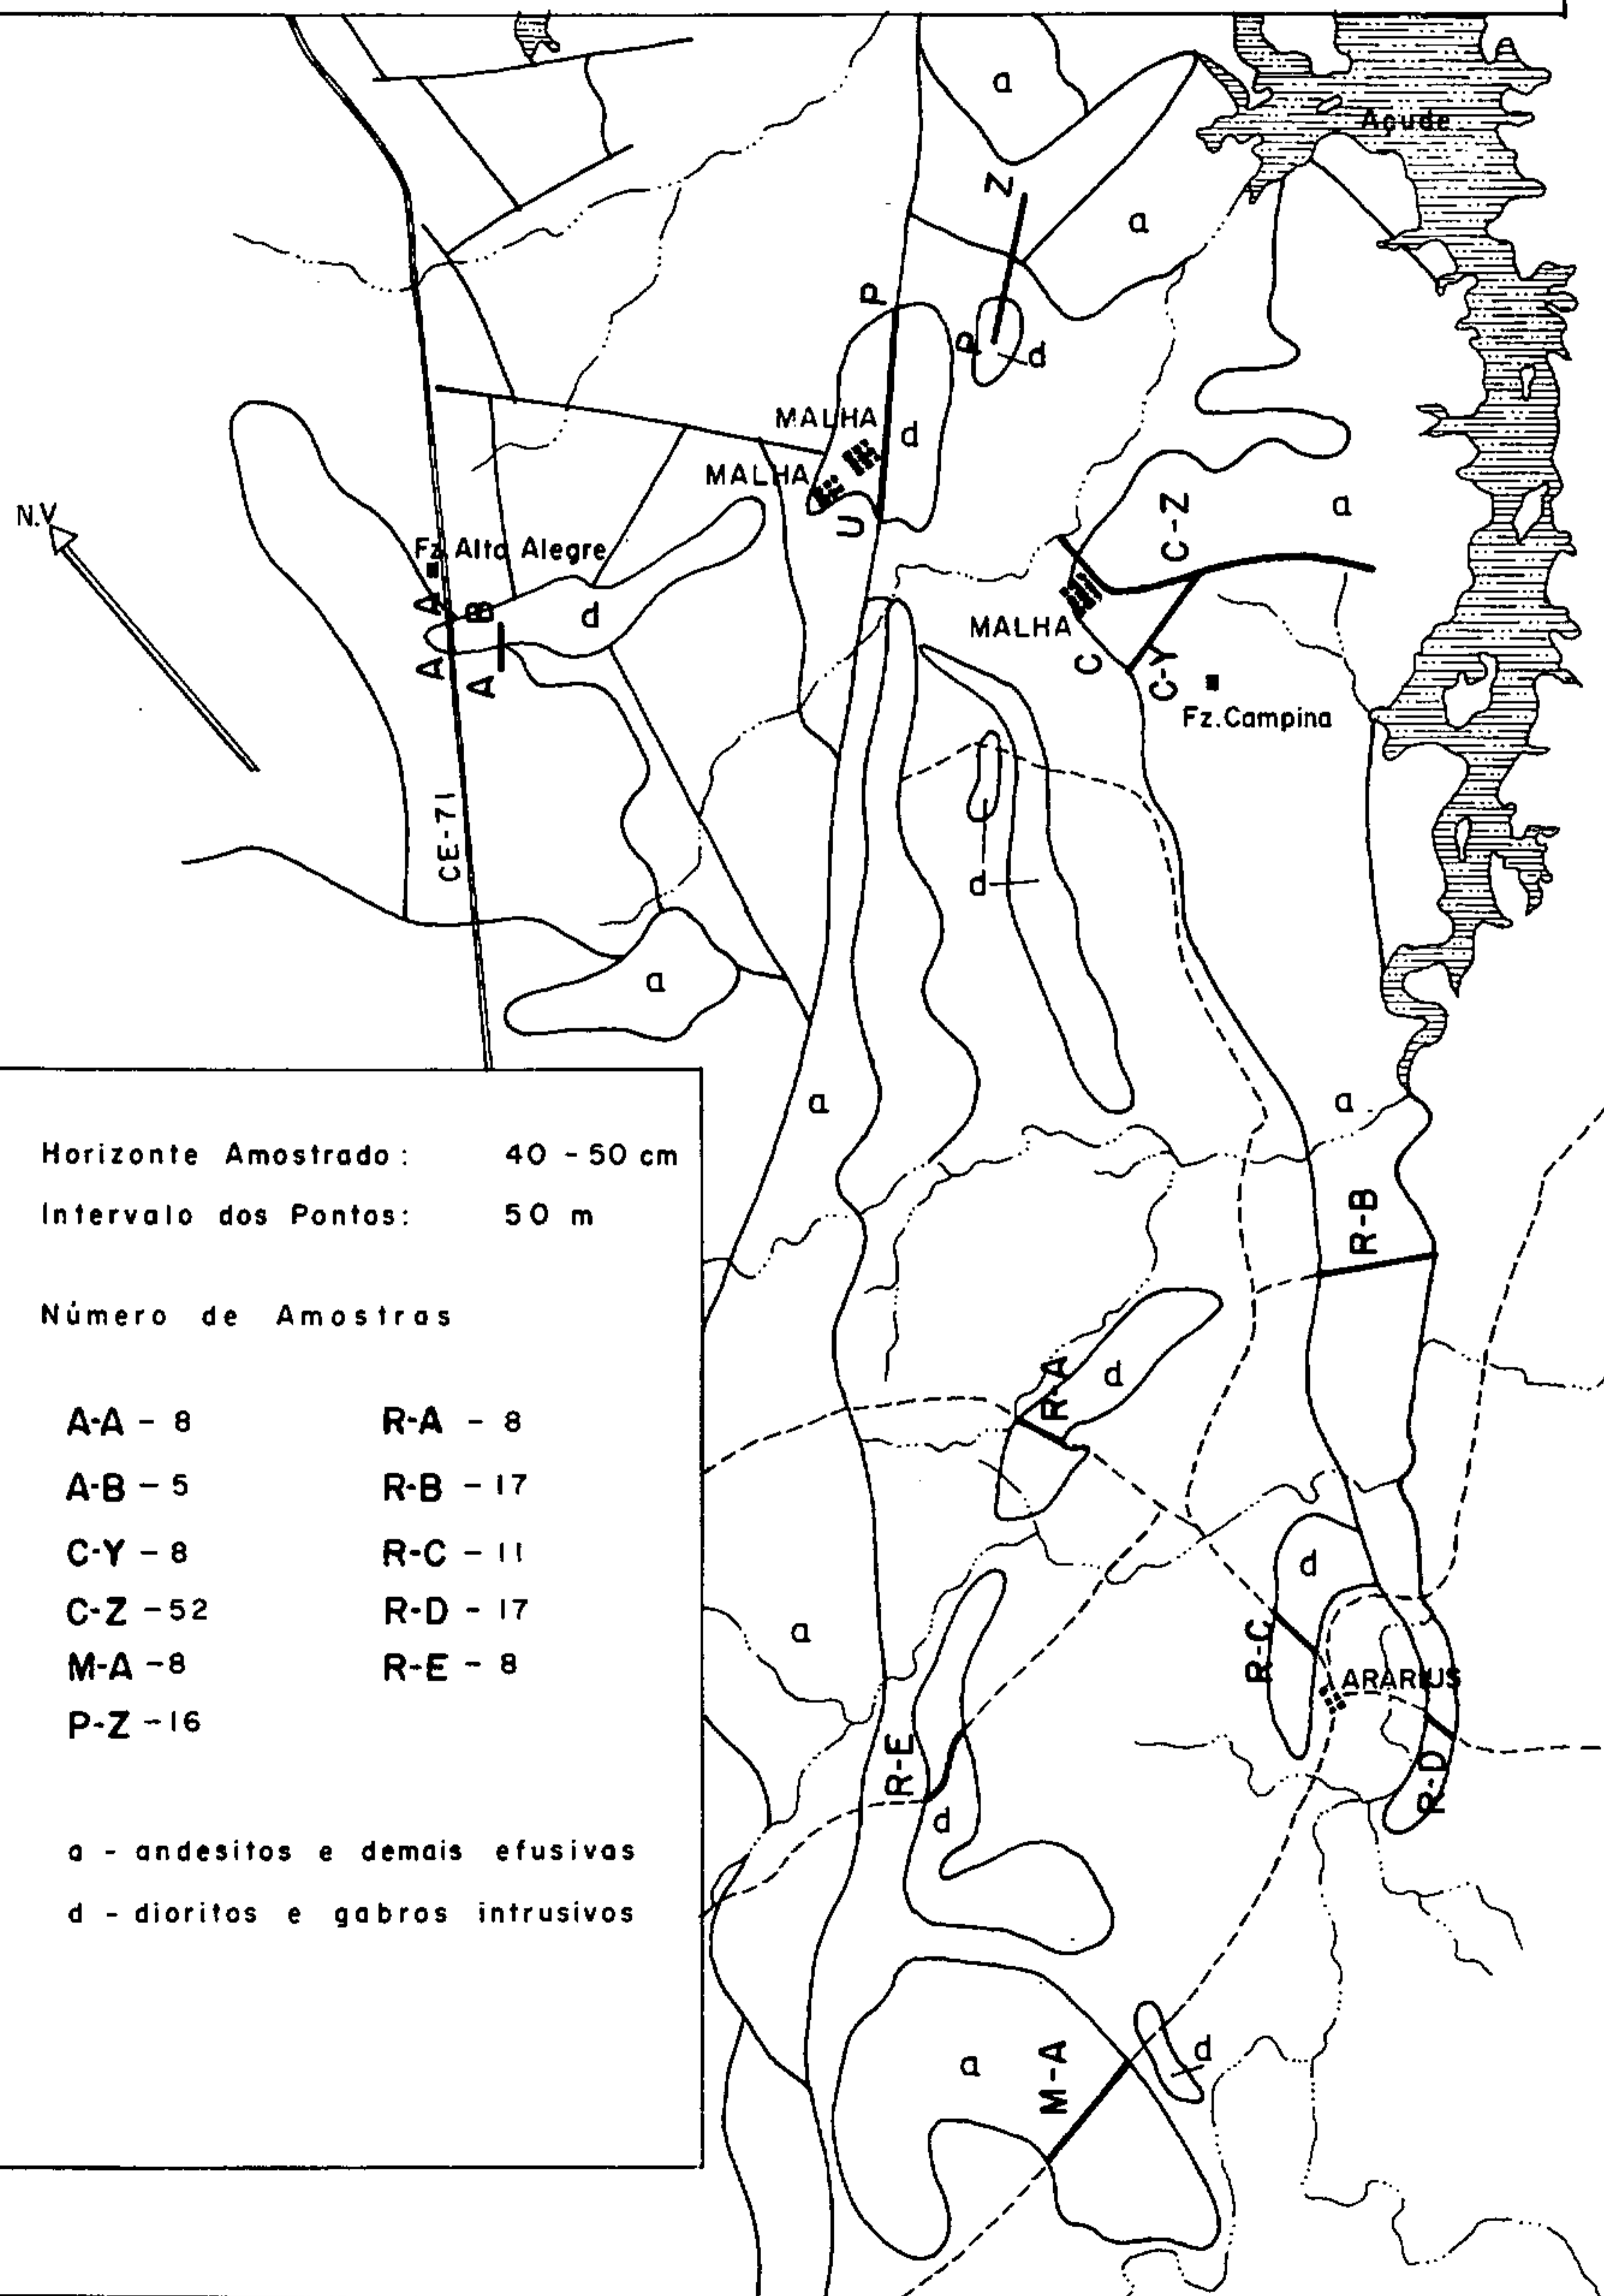 a
Açude
Z
a
P
P
d
MALHA
d
MALHA
U
N.V
a
C-Z
Fz. Alto Alegre
A
B
d
A
A
MALHA
C
C-Y
Fz. Campina
CE-71
d
a
a
a
Horizonte Amostrado: 40 - 50 cm
Intervalo dos Pontos: 50 m
Número de Amostras
A-A - 8 R-A - 8
A-B - 5 R-B - 17
C-Y - 8 R-C - 11
C-Z - 52 R-D - 17
M-A - 8 R-E - 8
P-Z - 16
a - andesitos e demais efusivas
d - dioritos e gabros intrusivos
R-B
R-A
d
d
a
R-C
ARARIUS
R-E
R-D
d
a
M-A
d